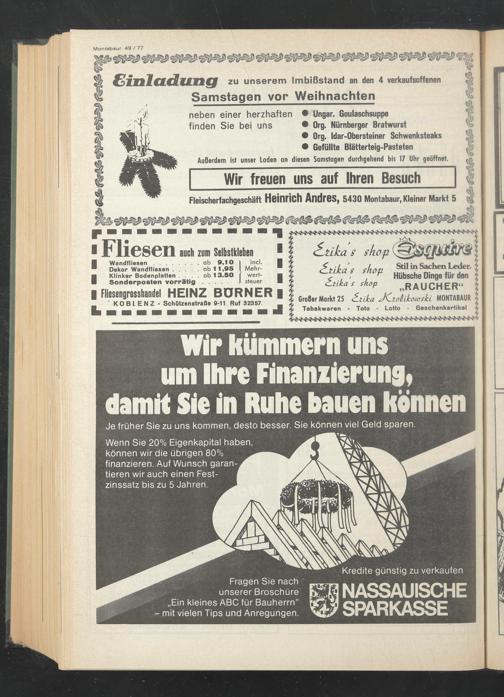 Montabaur 49 / 77
Einladung zu unserem Imbißstand an den 4 verkaufsoffenen
Samstagen vor Weihnachten
neben einer herzhaften
finden Sie bei uns
● Ungar. Goulaschsuppe
● Org. Nürnberger Bratwurst
● Org. Idar-Obersteiner Schwenksteaks
● Gefüllte Blätterteig-Pasteten
Außerdem ist unser Laden an diesen Samstagen durchgehend bis 17 Uhr geöffnet.
Wir freuen uns auf Ihren Besuch
Fleischerfachgeschäft Heinrich Andres, 5430 Montabaur, Kleiner Markt 5
Fliesen auch zum Selbstkleben
Wandfliesen . . . . . . . ab 9,10
Dekor Wandfliesen . . . . ab 11,95
Klinker Bodenplatten . . . ab 13.50
Sonderposten vorrätig . . . . . . .
incl.
Mehr-
wert-
steuer
Fliesengrosshandel HEINZ BÖRNER
KOBLENZ - Schützenstraße 9-11 Ruf 32557
Erika's shop Esquire
Erika's shop Stil in Sachen Leder.
Erika's shop Hübsche Dinge für den
„RAUCHER"
Großer Markt 25 Erika Krolikowski MONTABAUR
Tabakwaren - Toto - Lotto - Geschenkartikel
Wir kümmern uns
um Ihre Finanzierung,
damit Sie in Ruhe bauen können
Je früher Sie zu uns kommen, desto besser. Sie können viel Geld sparen.
Wenn Sie 20% Eigenkapital haben,
können wir die übrigen 80%
finanzieren. Auf Wunsch garan-
tieren wir auch einen Fest-
zinssatz bis zu 5 Jahren.
Kredite günstig zu verkaufen
Fragen Sie nach
unserer Broschüre
„Ein kleines ABC für Bauherrn"
– mit vielen Tips und Anregungen.
NASSAUISCHE
SPARKASSE